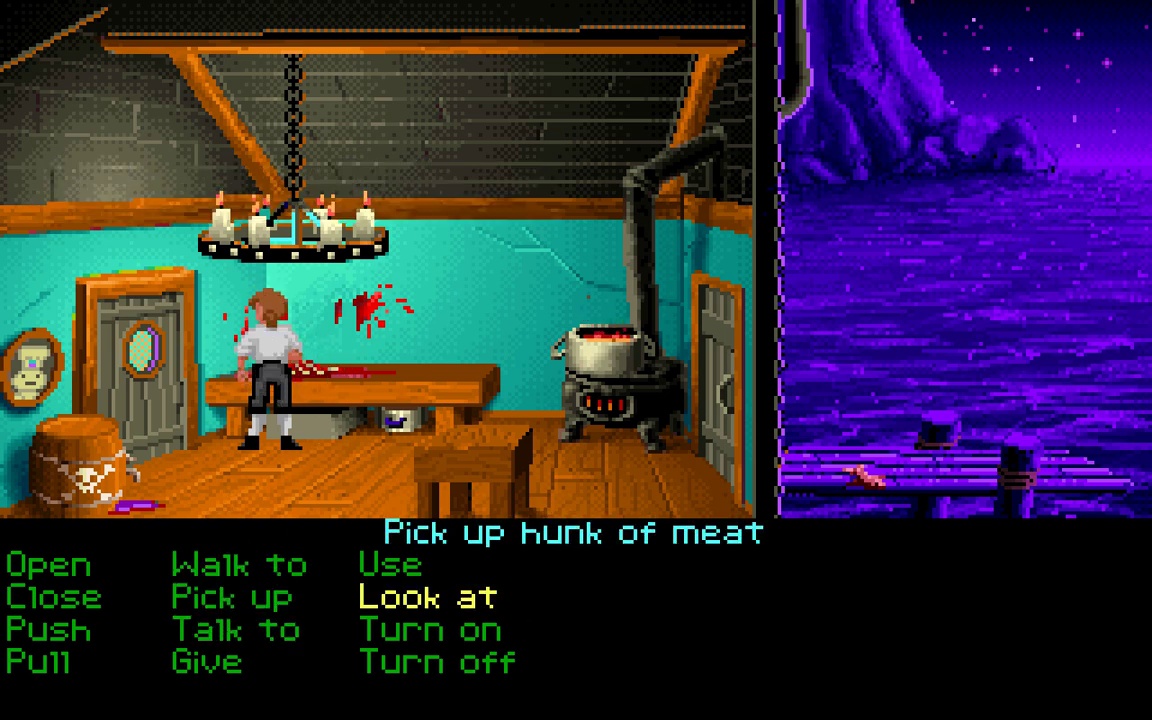 Pick up hunk of meat
Open Walk to Use
Close Pick up Look at
Push Talk to Turn on
Pull Give Turn off